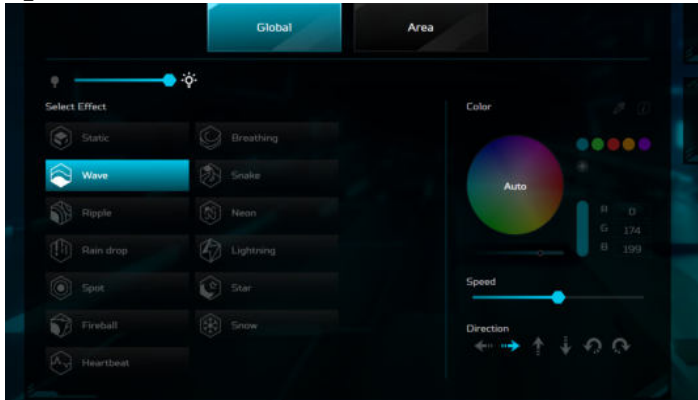 Global
Area
Select Effect
Static
Breathing
Wave
Snake
Ripple
Neon
Rain drop
Lightning
Spot
Star
Fireball
Snow
Heartbeat
Color
Auto
R 0
G 174
B 199
Speed
Direction